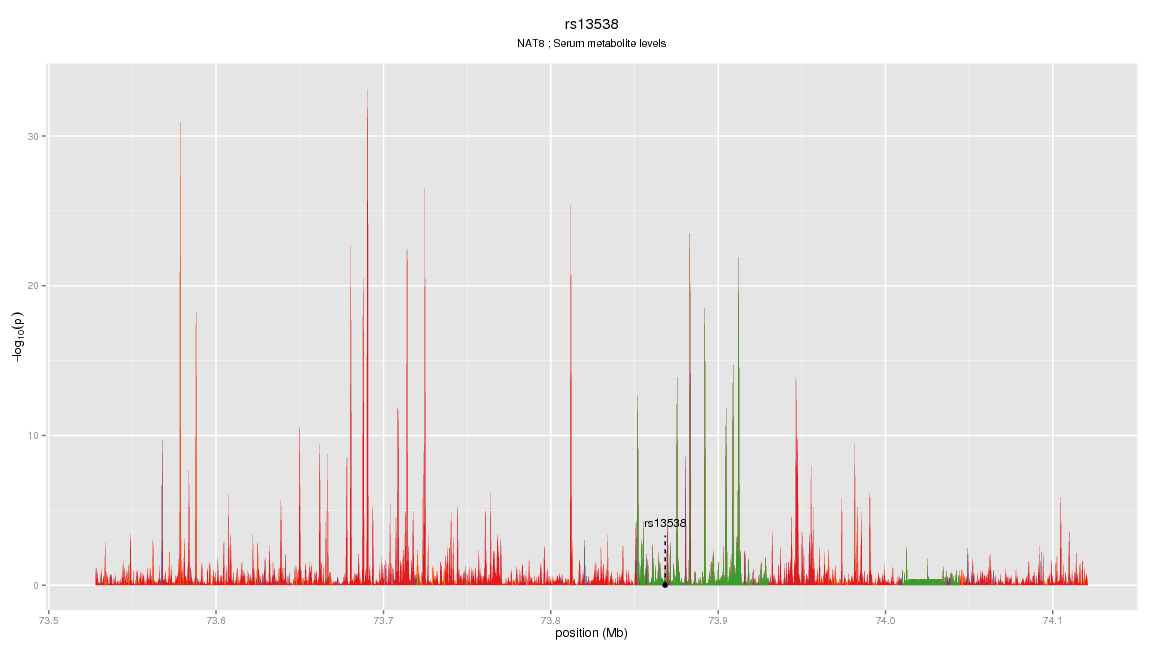 rs13538
NAT8 ; Serum metabolite levels
30
20
10
0
−log10(p)
rs13538
73.5 73.6 73.7 73.8 73.9 74.0 74.1
position (Mb)